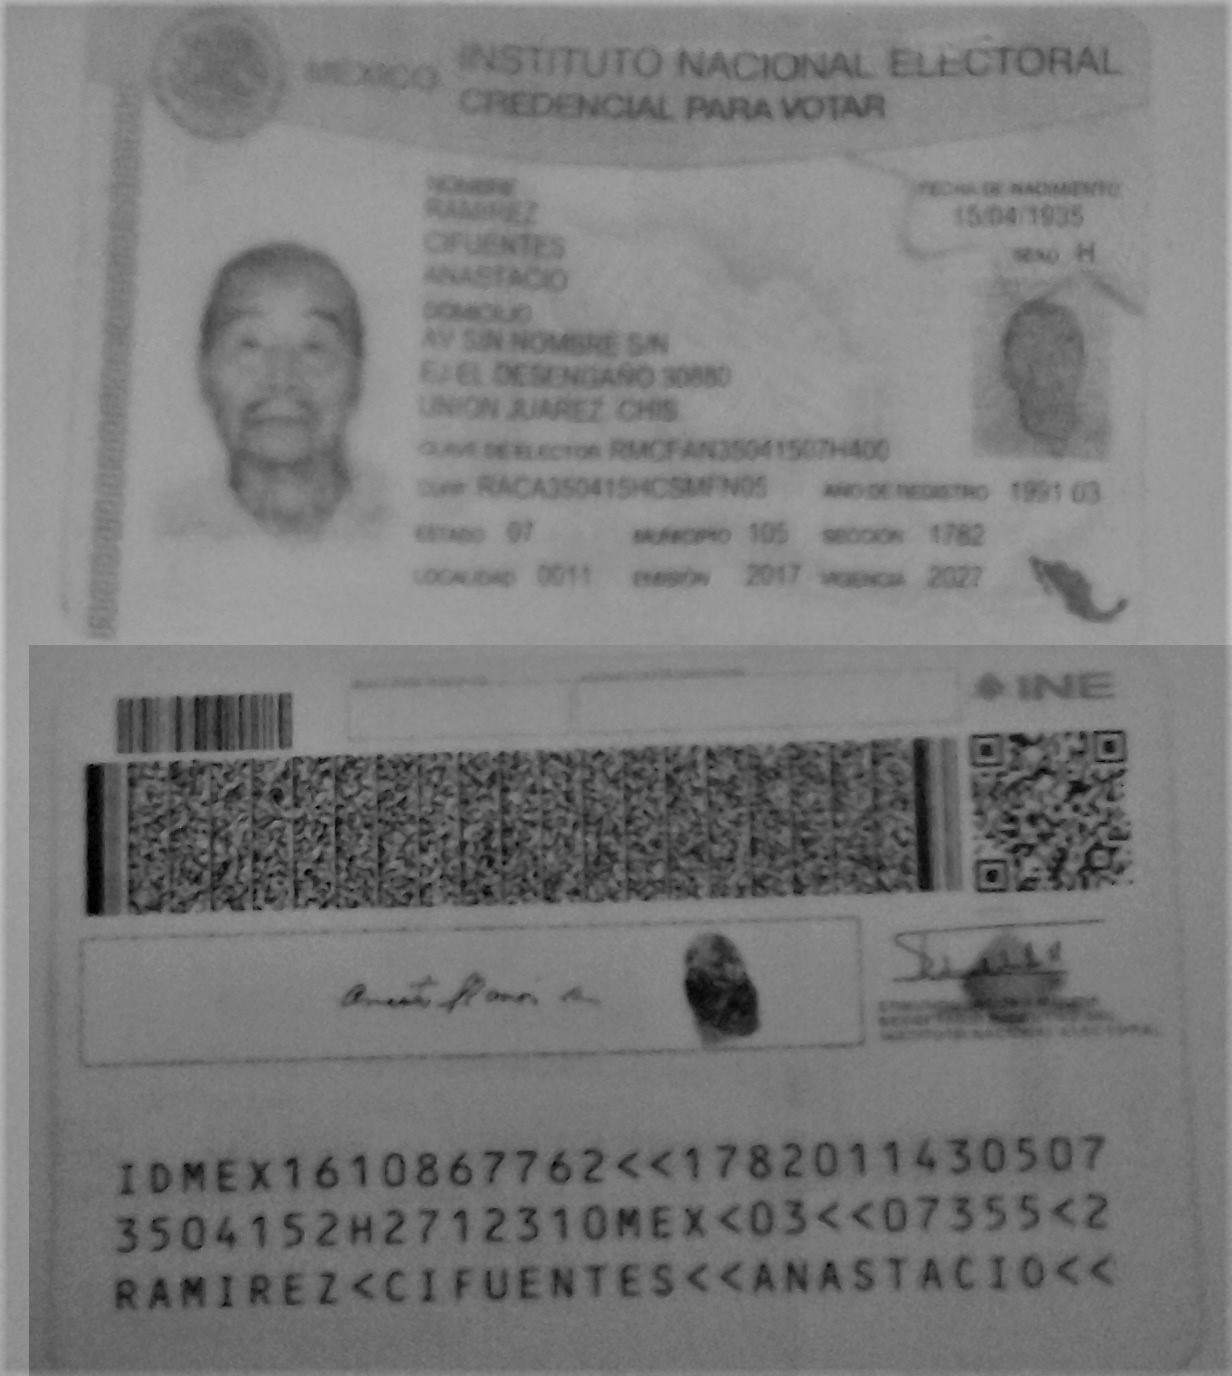 MÉXICO INSTITUTO NACIONAL ELECTORAL
CREDENCIAL PARA VOTAR
NOMBRE
RAMIREZ
CIFUENTES
ANASTACIO
FECHA DE NACIMIENTO
15/04/1935
SEXO H
DOMICILIO
AV SIN NOMBRE S/N
EJ EL DESENGAÑO 30880
UNION JUAREZ, CHIS.
CLAVE DE ELECTOR RMCFAN35041507H400
CURP RACA350415HCSMFN05 AÑO DE REGISTRO 1991 03
ESTADO 07 MUNICIPIO 105 SECCIÓN 1782
LOCALIDAD 0011 EMISIÓN 2017 VIGENCIA 2027
INE
INSTITUTO NACIONAL ELECTORAL
IDMEX1610867762<<1782011430507
3504152H2712310MEX<03<<07355<2
RAMIREZ<CIFUENTES<<ANASTACIO<<